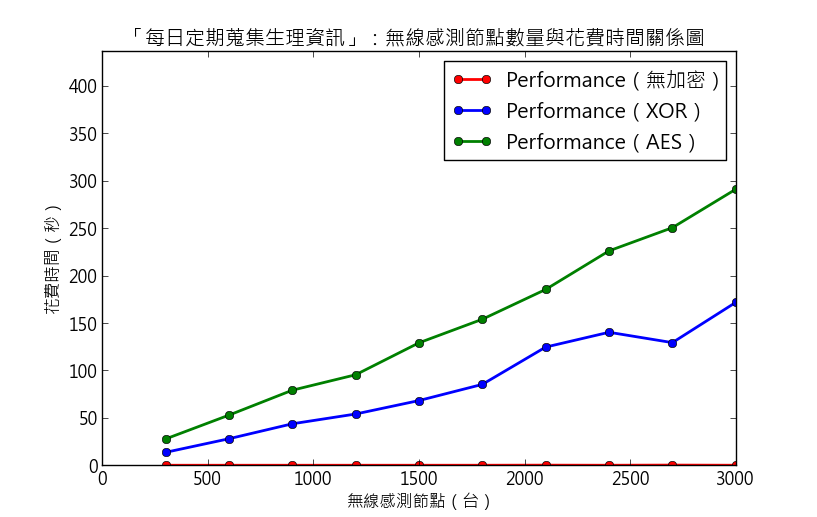 「每日定期蒐集生理資訊」：無線感測節點數量與花費時間關係圖
Performance（無加密）
Performance（XOR）
Performance（AES）
花費時間（秒）
400
350
300
250
200
150
100
50
0
0 500 1000 1500 2000 2500 3000
無線感測節點（台）